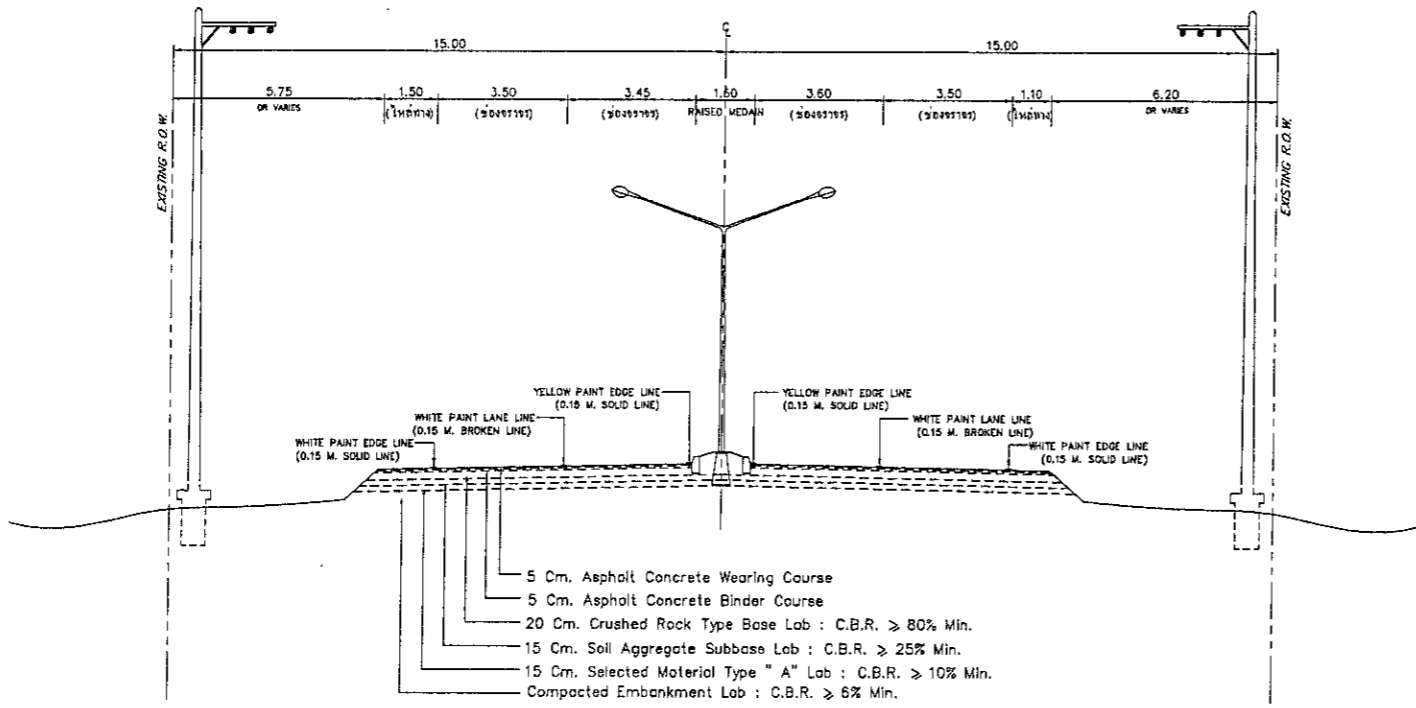 ℄
15.00
15.00
5.75
1.50
3.50
3.45
1.60
3.60
3.50
1.10
6.20
OR VARIES
(ไหล่ทาง)
(ช่องจราจร)
(ช่องจราจร)
RAISED MEDAIN
(ช่องจราจร)
(ช่องจราจร)
(ไหล่ทาง)
OR VARIES
EXISTING R.O.W.
EXISTING R.O.W.
YELLOW PAINT EDGE LINE
(0.15 M. SOLID LINE)
YELLOW PAINT EDGE LINE
(0.15 M. SOLID LINE)
WHITE PAINT LANE LINE
(0.15 M. BROKEN LINE)
WHITE PAINT LANE LINE
(0.15 M. BROKEN LINE)
WHITE PAINT EDGE LINE
(0.15 M. SOLID LINE)
WHITE PAINT EDGE LINE
(0.15 M. SOLID LINE)
5 Cm. Asphalt Concrete Wearing Course
5 Cm. Asphalt Concrete Binder Course
20 Cm. Crushed Rock Type Base Lab : C.B.R. ⩾ 80% Min.
15 Cm. Soil Aggregate Subbase Lab : C.B.R. ⩾ 25% Min.
15 Cm. Selected Material Type " A" Lab : C.B.R. ⩾ 10% Min.
Compacted Embankment Lab : C.B.R. ⩾ 6% Min.